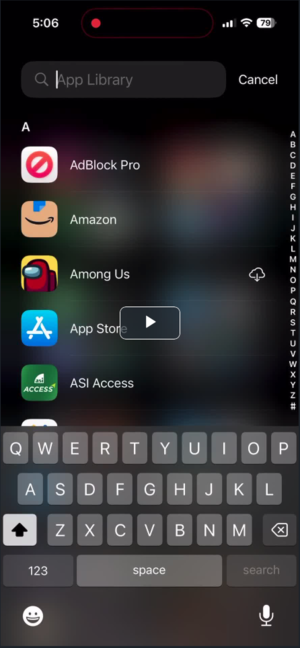 5:06
79
App Library
Cancel
A
AdBlock Pro
Amazon
Among Us
App Store
ACCESS
ASI Access
A
B
C
D
E
F
G
H
I
J
K
L
M
N
O
P
Q
R
S
T
U
V
W
X
Y
Z
#
Q W E R T Y U I O P
A S D F G H J K L
Z X C V B N M
123
space
search